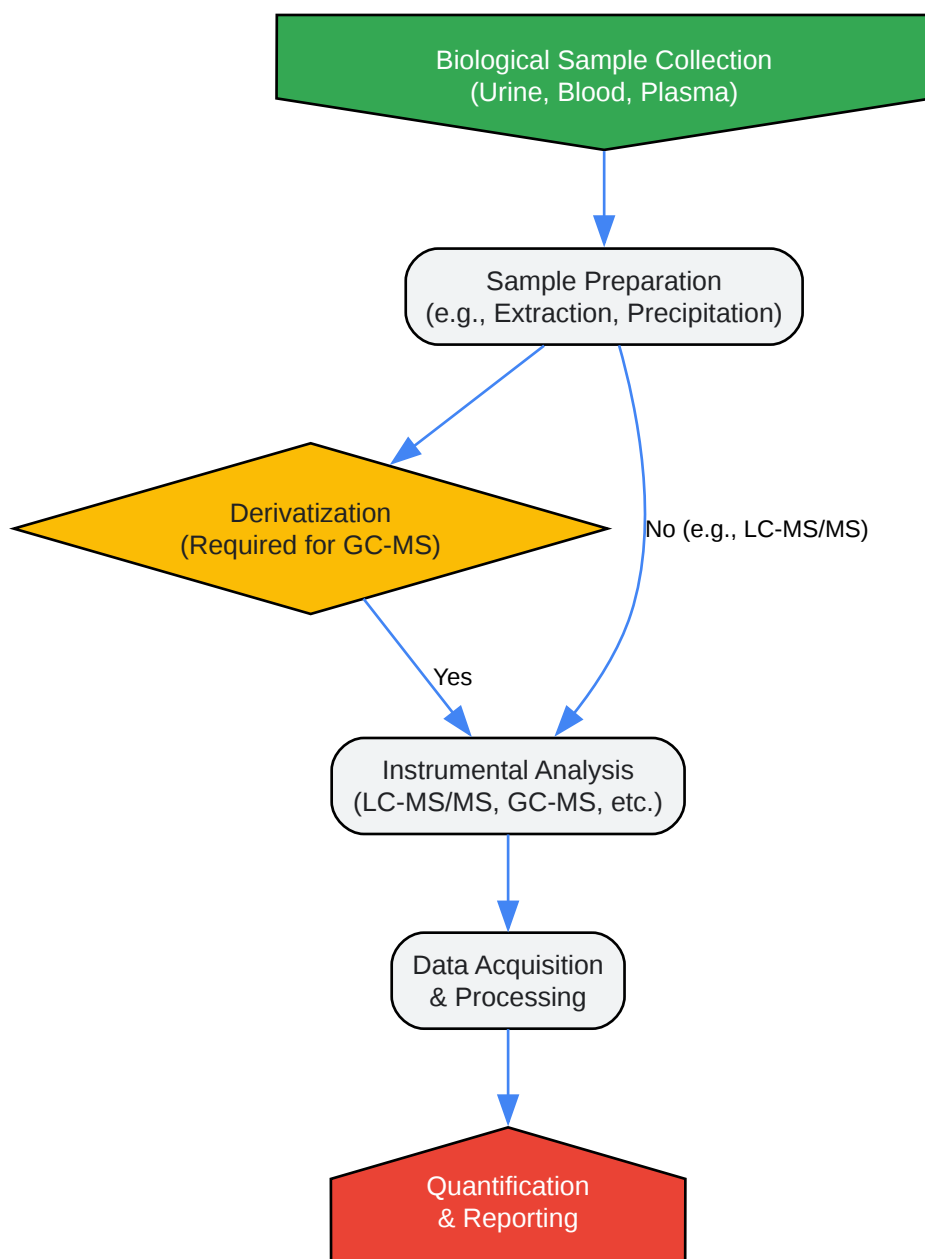 Biological Sample Collection
(Urine, Blood, Plasma)
Sample Preparation
(e.g., Extraction, Precipitation)
Derivatization
(Required for GC-MS)
No (e.g., LC-MS/MS)
Yes
Instrumental Analysis
(LC-MS/MS, GC-MS, etc.)
Data Acquisition
& Processing
Quantification
& Reporting